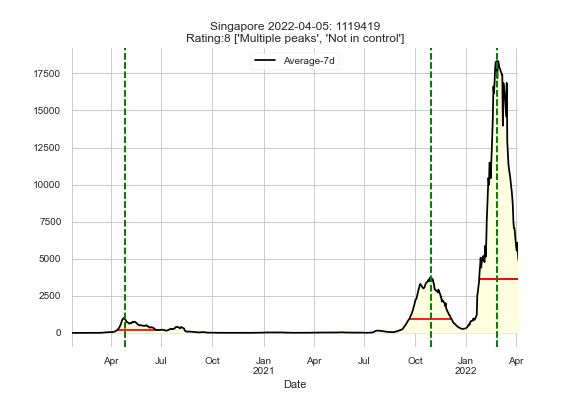 Singapore 2022-04-05: 1119419
Rating:8 ['Multiple peaks', 'Not in control']
Average-7d
17500
15000
12500
10000
7500
5000
2500
0
Apr Jul Oct Jan Apr Jul Oct Jan Apr
2021 2022
Date